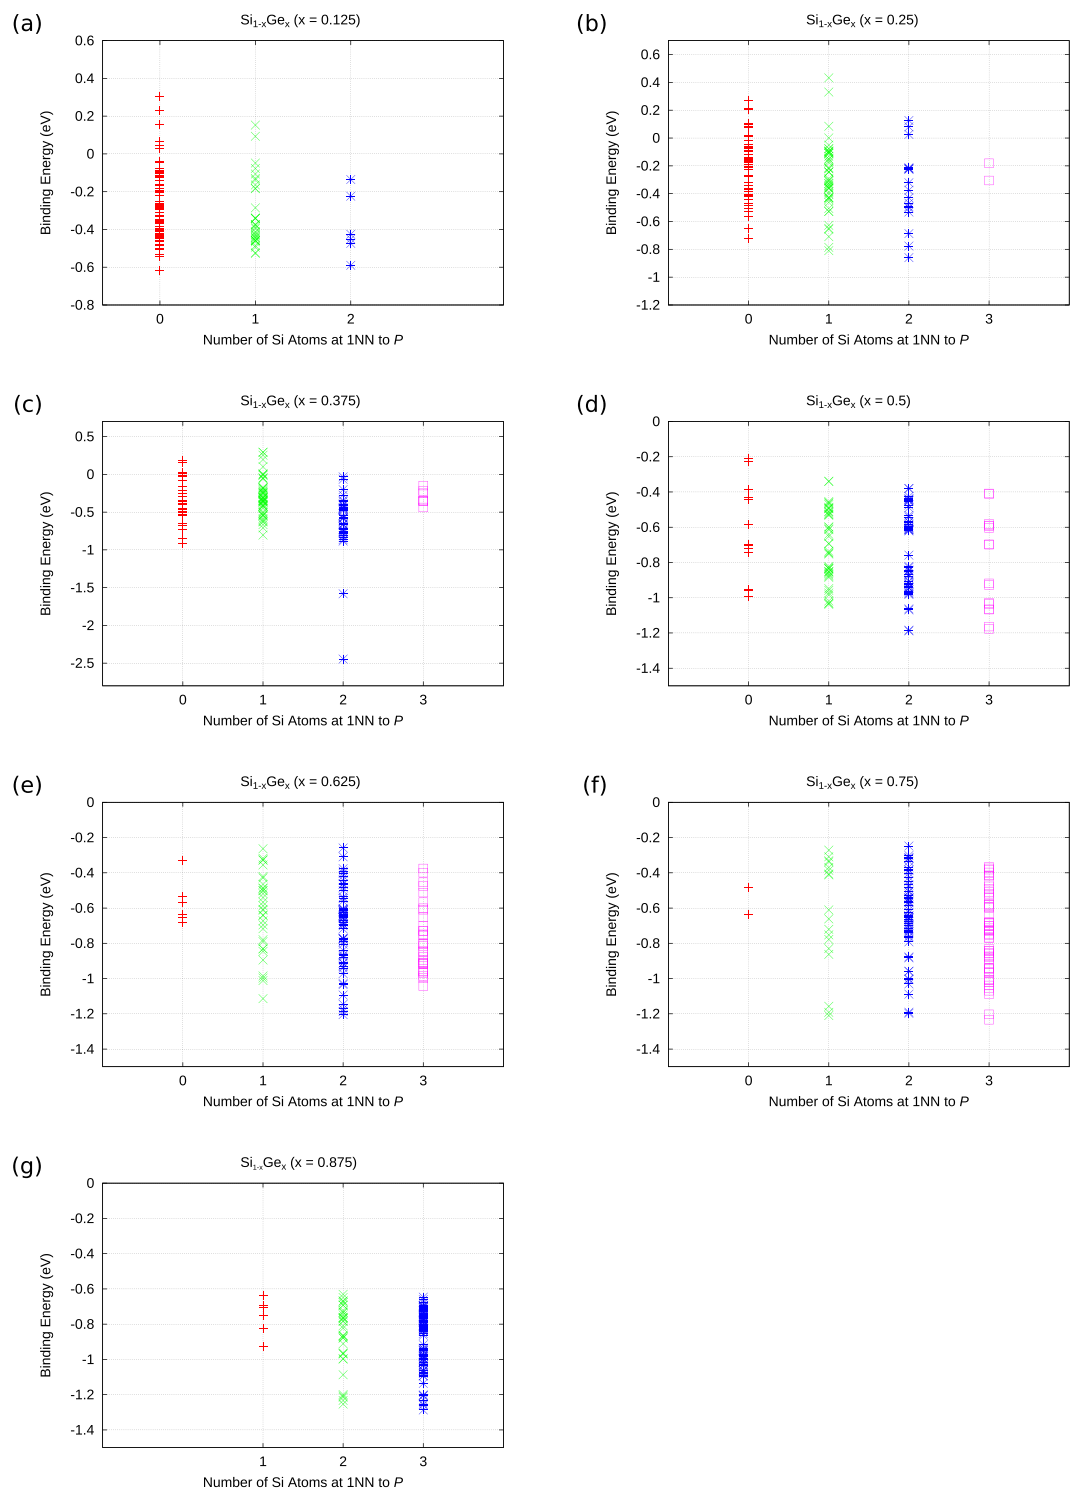 (a)
Si1-xGex (x = 0.125)
0.6
0.4
0.2
0
-0.2
-0.4
-0.6
-0.8
Binding Energy (eV)
0 1 2
Number of Si Atoms at 1NN to P
(b)
Si1-xGex (x = 0.25)
0.6
0.4
0.2
0
-0.2
-0.4
-0.6
-0.8
-1
-1.2
Binding Energy (eV)
0 1 2 3
Number of Si Atoms at 1NN to P
(c)
Si1-xGex (x = 0.375)
0.5
0
-0.5
-1
-1.5
-2
-2.5
Binding Energy (eV)
0 1 2 3
Number of Si Atoms at 1NN to P
(d)
Si1-xGex (x = 0.5)
0
-0.2
-0.4
-0.6
-0.8
-1
-1.2
-1.4
Binding Energy (eV)
0 1 2 3
Number of Si Atoms at 1NN to P
(e)
Si1-xGex (x = 0.625)
0
-0.2
-0.4
-0.6
-0.8
-1
-1.2
-1.4
Binding Energy (eV)
0 1 2 3
Number of Si Atoms at 1NN to P
(f)
Si1-xGex (x = 0.75)
0
-0.2
-0.4
-0.6
-0.8
-1
-1.2
-1.4
Binding Energy (eV)
0 1 2 3
Number of Si Atoms at 1NN to P
(g)
Si1-xGex (x = 0.875)
0
-0.2
-0.4
-0.6
-0.8
-1
-1.2
-1.4
Binding Energy (eV)
1 2 3
Number of Si Atoms at 1NN to P